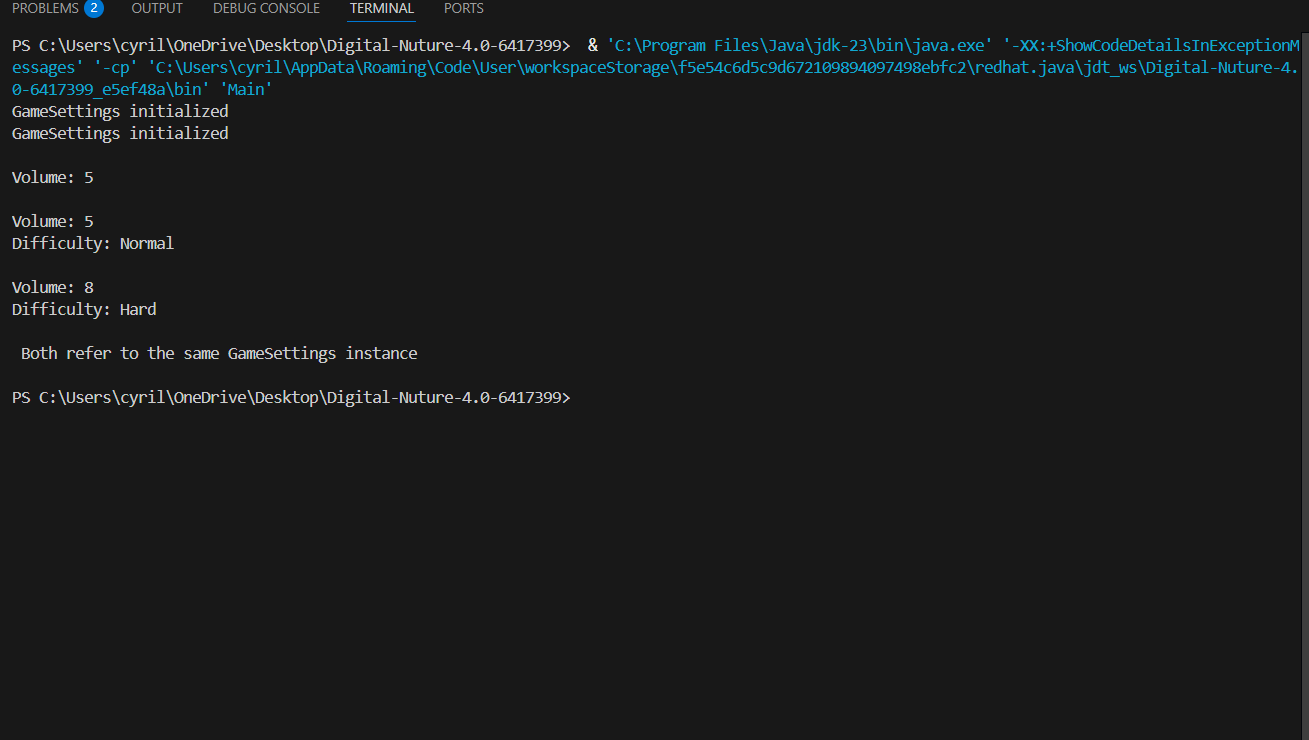 PROBLEMS 2 OUTPUT DEBUG CONSOLE TERMINAL PORTS
PS C:\Users\cyril\OneDrive\Desktop\Digital-Nuture-4.0-6417399>  & 'C:\Program Files\Java\jdk-23\bin\java.exe' '-XX:+ShowCodeDetailsInExceptionM
essages' '-cp' 'C:\Users\cyril\AppData\Roaming\Code\User\workspaceStorage\f5e54c6d5c9d672109894097498ebfc2\redhat.java\jdt_ws\Digital-Nuture-4.
0-6417399_e5ef48a\bin' 'Main'
GameSettings initialized
GameSettings initialized
Volume: 5
Volume: 5
Difficulty: Normal
Volume: 8
Difficulty: Hard
Both refer to the same GameSettings instance
PS C:\Users\cyril\OneDrive\Desktop\Digital-Nuture-4.0-6417399>